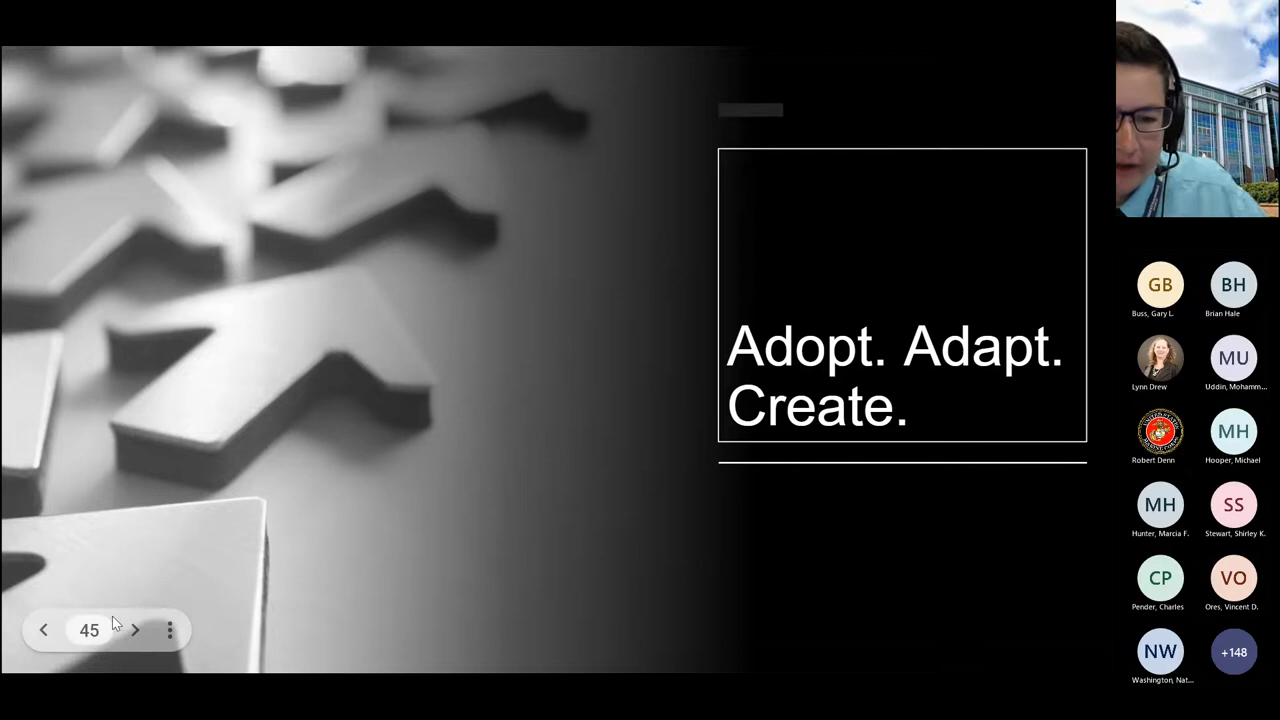 Adopt. Adapt.
Create.
45
GB
BH
Buss, Gary L.
Brian Hale
MU
Lynn Drew
Uddin, Mohamm...
MH
Robert Denn
Hooper, Michael
MH
SS
Hunter, Marcia F.
Stewart, Shirley K.
CP
VO
Pender, Charles
Ores, Vincent D.
NW
+148
Washington, Nat...